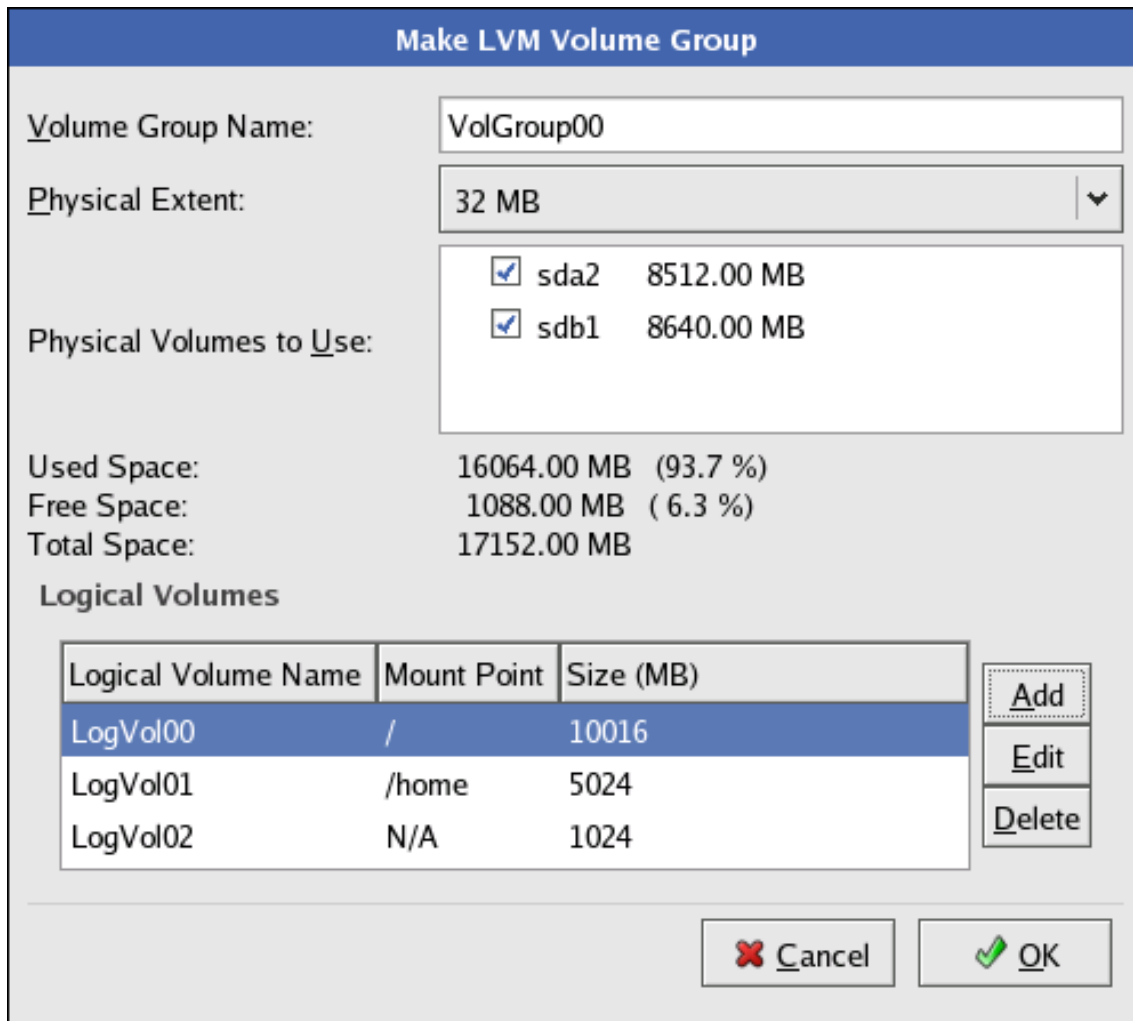 Make LVM Volume Group
Volume Group Name: VolGroup00
Physical Extent: 32 MB
Physical Volumes to Use:
sda2 8512.00 MB
sdb1 8640.00 MB
Used Space: 16064.00 MB (93.7 %)
Free Space: 1088.00 MB ( 6.3 %)
Total Space: 17152.00 MB
Logical Volumes
Logical Volume Name Mount Point Size (MB)
LogVol00 / 10016
LogVol01 /home 5024
LogVol02 N/A 1024
Add
Edit
Delete
Cancel OK